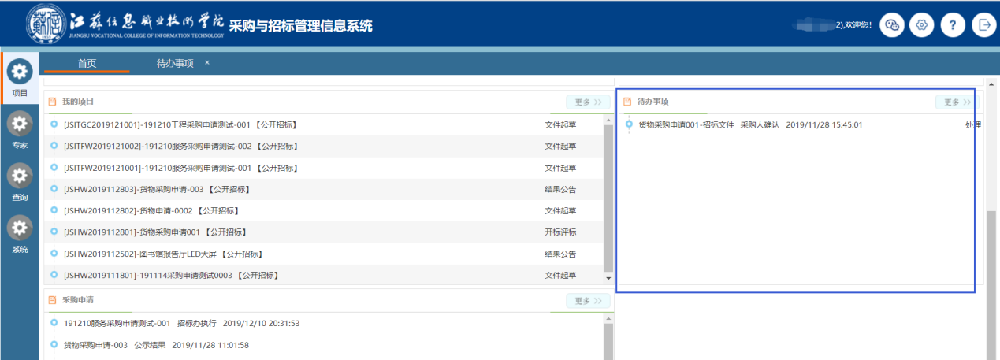 江苏信息职业技术学院
JIANGSU VOCATIONAL COLLEGE OF INFORMATION TECHNOLOGY
采购与招标管理信息系统
2),欢迎您!
?
首页
待办事项 ×
项目
专家
查询
系统
我的项目 更多 >>
[JSITGC2019121001]-191210工程采购申请测试-001 【公开招标】 文件起草
[JSITFW2019121002]-191210服务采购申请测试-002 【公开招标】 文件起草
[JSITFW2019121001]-191210服务采购申请测试-001 【公开招标】 文件起草
[JSHW2019112803]-货物采购申请-003 【公开招标】 结果公告
[JSHW2019112802]-货物申请-0002 【公开招标】 文件起草
[JSHW2019112801]-货物采购申请001 【公开招标】 开标评标
[JSHW2019112502]-图书馆报告厅LED大屏 【公开招标】 结果公告
[JSHW2019111801]-191114采购申请测试0003 【公开招标】 文件起草
待办事项 更多 >>
货物采购申请001-招标文件 采购人确认 2019/11/28 15:45:01 处理
采购申请 更多 >>
191210服务采购申请测试-001 招标办执行 2019/12/10 20:31:53
货物采购申请-003 公示结果 2019/11/28 11:01:58